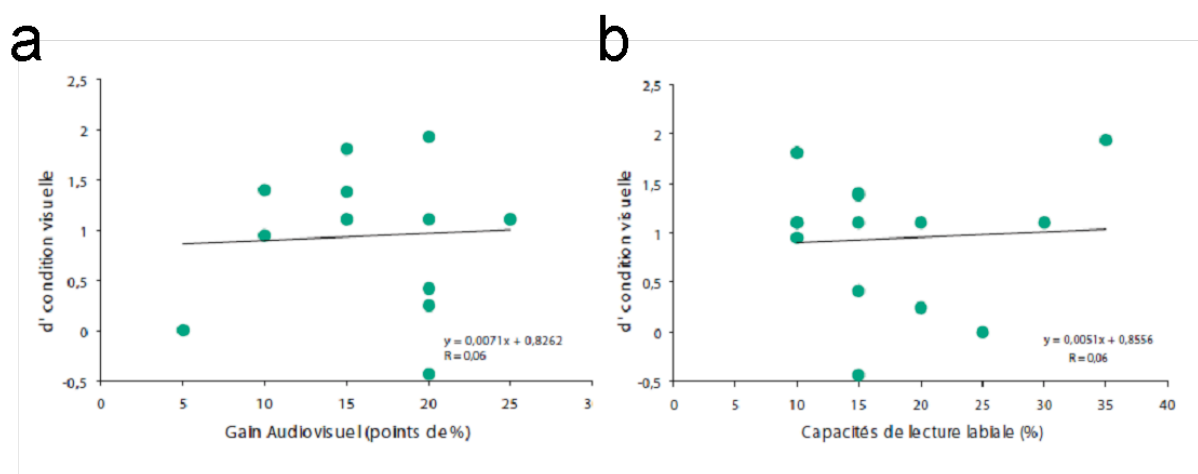 a
2,5
2
1,5
1
0,5
0
-0,5
d' condition visuelle
y = 0,0071x + 0,8262
R = 0,06
0 5 10 15 20 25 3
Gain Audiovisuel (points de %)
b
2,5
2
1,5
1
0,5
0
-0,5
d' condition visuelle
y = 0,0051x + 0,8556
R = 0,06
0 5 10 15 20 25 30 35 40
Capacités de lecture labiale (%)